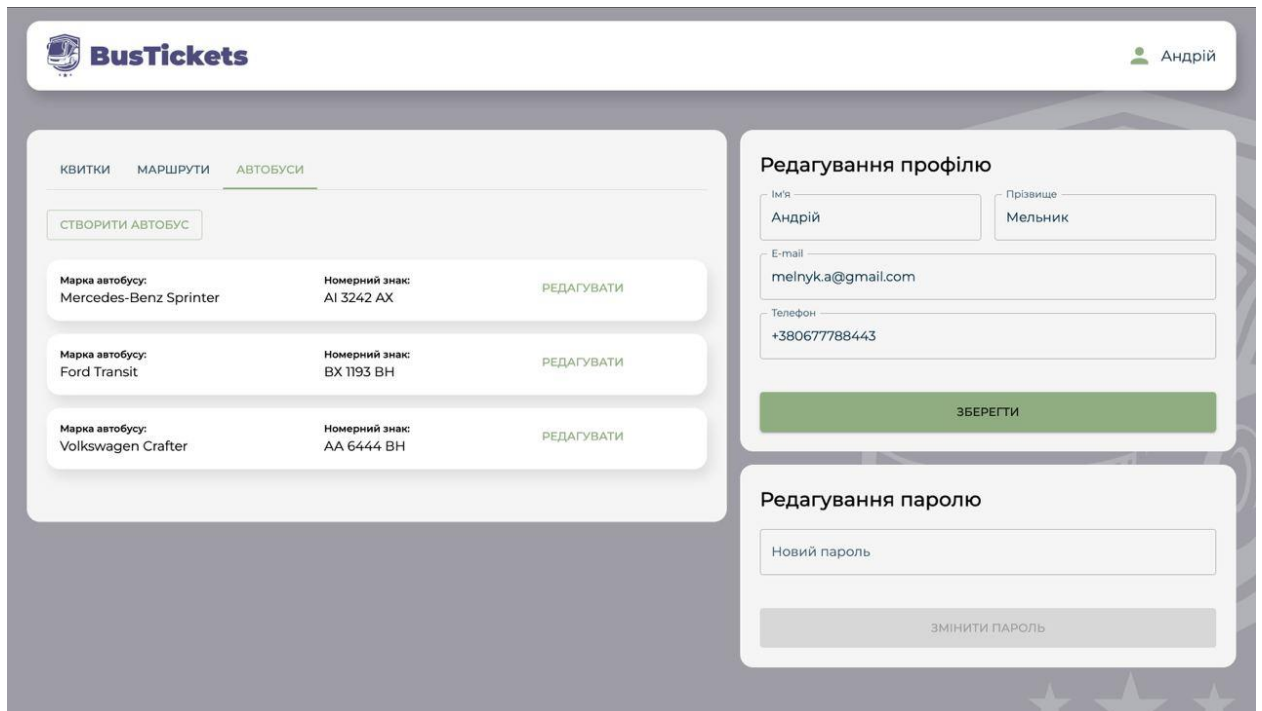 BusTickets
Андрій
КВИТКИ МАРШРУТИ АВТОБУСИ
СТВОРИТИ АВТОБУС
Марка автобусу: Номерний знак:
Mercedes-Benz Sprinter AI 3242 AX РЕДАГУВАТИ
Марка автобусу: Номерний знак:
Ford Transit BX 1193 BH РЕДАГУВАТИ
Марка автобусу: Номерний знак:
Volkswagen Crafter AA 6444 BH РЕДАГУВАТИ
Редагування профілю
Ім'я Прізвище
Андрій Мельник
E-mail
melnyk.a@gmail.com
Телефон
+380677788443
ЗБЕРЕГТИ
Редагування паролю
Новий пароль
ЗМІНИТИ ПАРОЛЬ